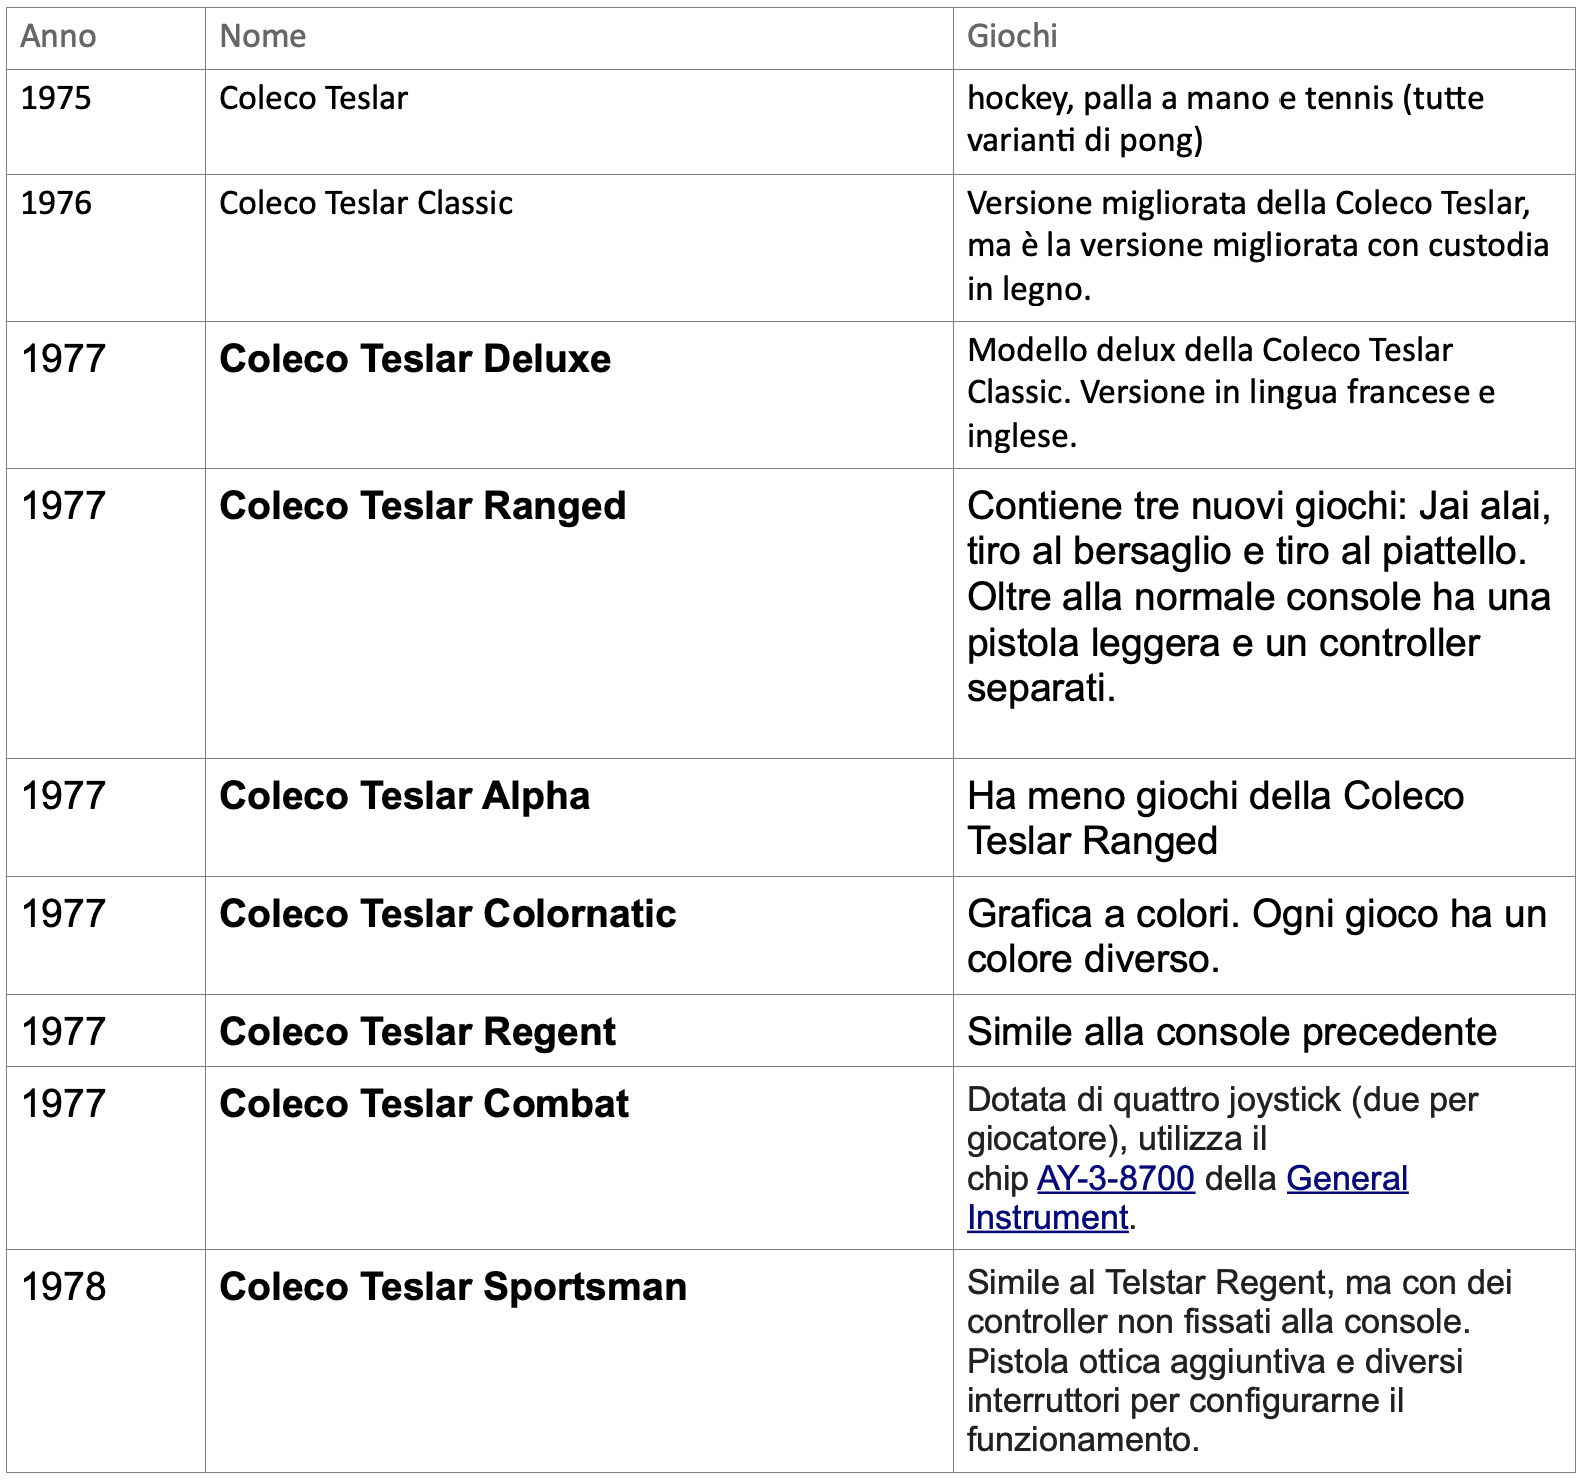 Anno Nome Giochi
1975 Coleco Teslar hockey, palla a mano e tennis (tutte
varianti di pong)
1976 Coleco Teslar Classic Versione migliorata della Coleco Teslar,
ma è la versione migliorata con custodia
in legno.
1977 Coleco Teslar Deluxe Modello delux della Coleco Teslar
Classic. Versione in lingua francese e
inglese.
1977 Coleco Teslar Ranged Contiene tre nuovi giochi: Jai alai,
tiro al bersaglio e tiro al piattello.
Oltre alla normale console ha una
pistola leggera e un controller
separati.
1977 Coleco Teslar Alpha Ha meno giochi della Coleco
Teslar Ranged
1977 Coleco Teslar Colornatic Grafica a colori. Ogni gioco ha un
colore diverso.
1977 Coleco Teslar Regent Simile alla console precedente
1977 Coleco Teslar Combat Dotata di quattro joystick (due per
giocatore), utilizza il
chip AY-3-8700 della General
Instrument.
1978 Coleco Teslar Sportsman Simile al Telstar Regent, ma con dei
controller non fissati alla console.
Pistola ottica aggiuntiva e diversi
interruttori per configurarne il
funzionamento.